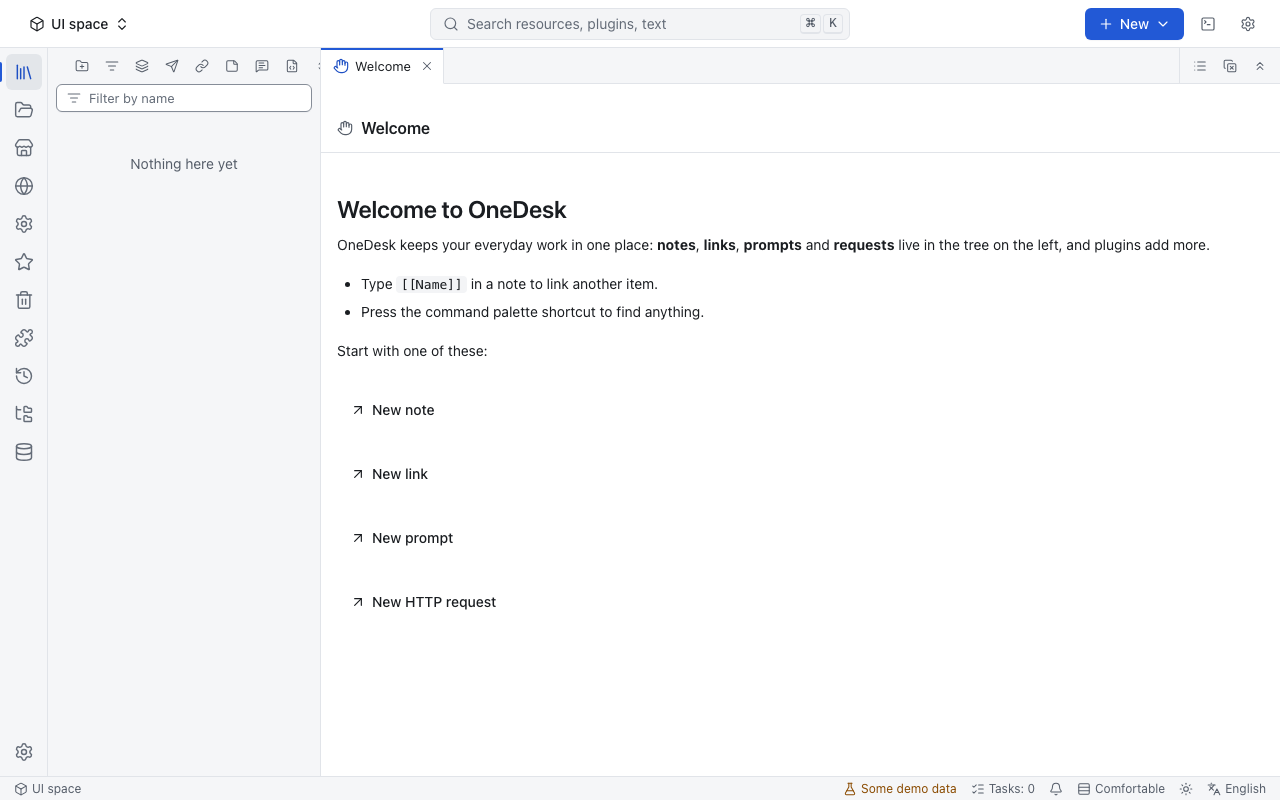 UI space
Search resources, plugins, text
⌘ K
New
Filter by name
Nothing here yet
Welcome
Welcome
Welcome to OneDesk
OneDesk keeps your everyday work in one place: notes, links, prompts and requests live in the tree on the left, and plugins add more.
Type [[Name]] in a note to link another item.
Press the command palette shortcut to find anything.
Start with one of these:
New note
New link
New prompt
New HTTP request
UI space
Some demo data
Tasks: 0
Comfortable
English